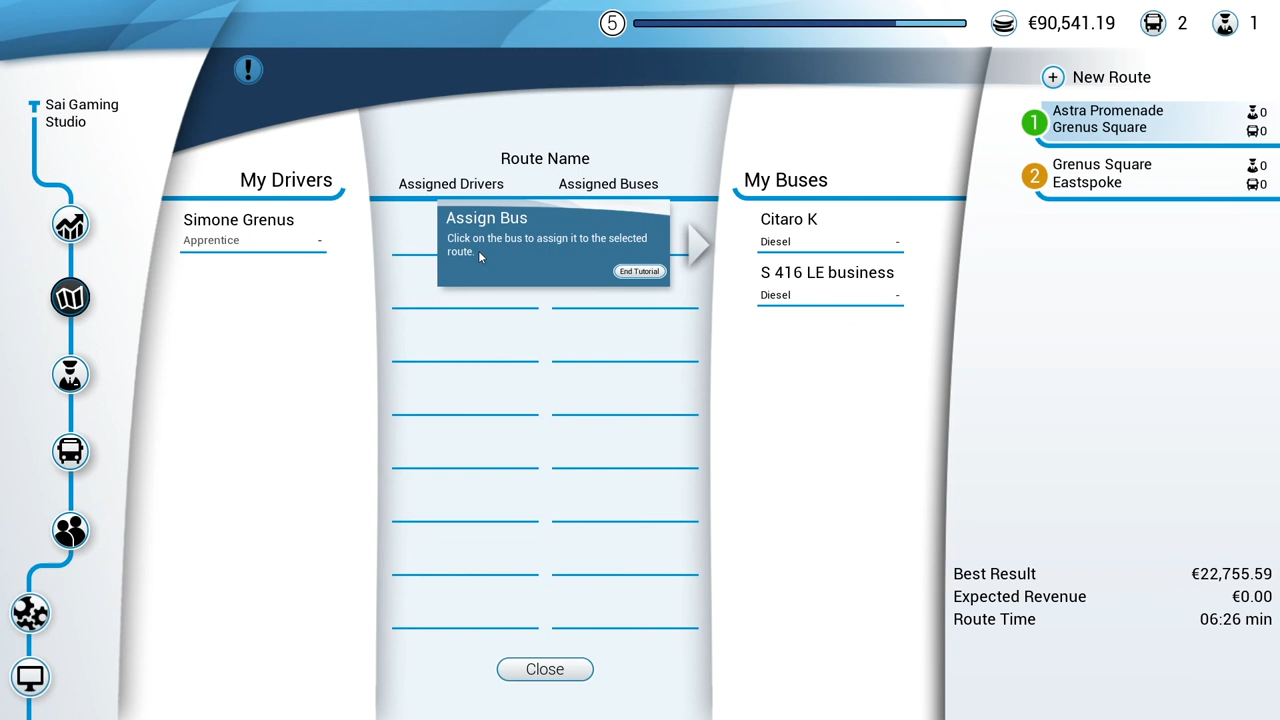 5
€90,541.19
2
1
Sai Gaming
Studio
My Drivers
Simone Grenus
Apprentice -
Route Name
Assigned Drivers Assigned Buses
Assign Bus
Click on the bus to assign it to the selected
route.
End Tutorial
Close
My Buses
Citaro K
Diesel -
S 416 LE business
Diesel -
+ New Route
1
Astra Promenade 0
Grenus Square 0
2
Grenus Square 0
Eastspoke 0
Best Result €22,755.59
Expected Revenue €0.00
Route Time 06:26 min